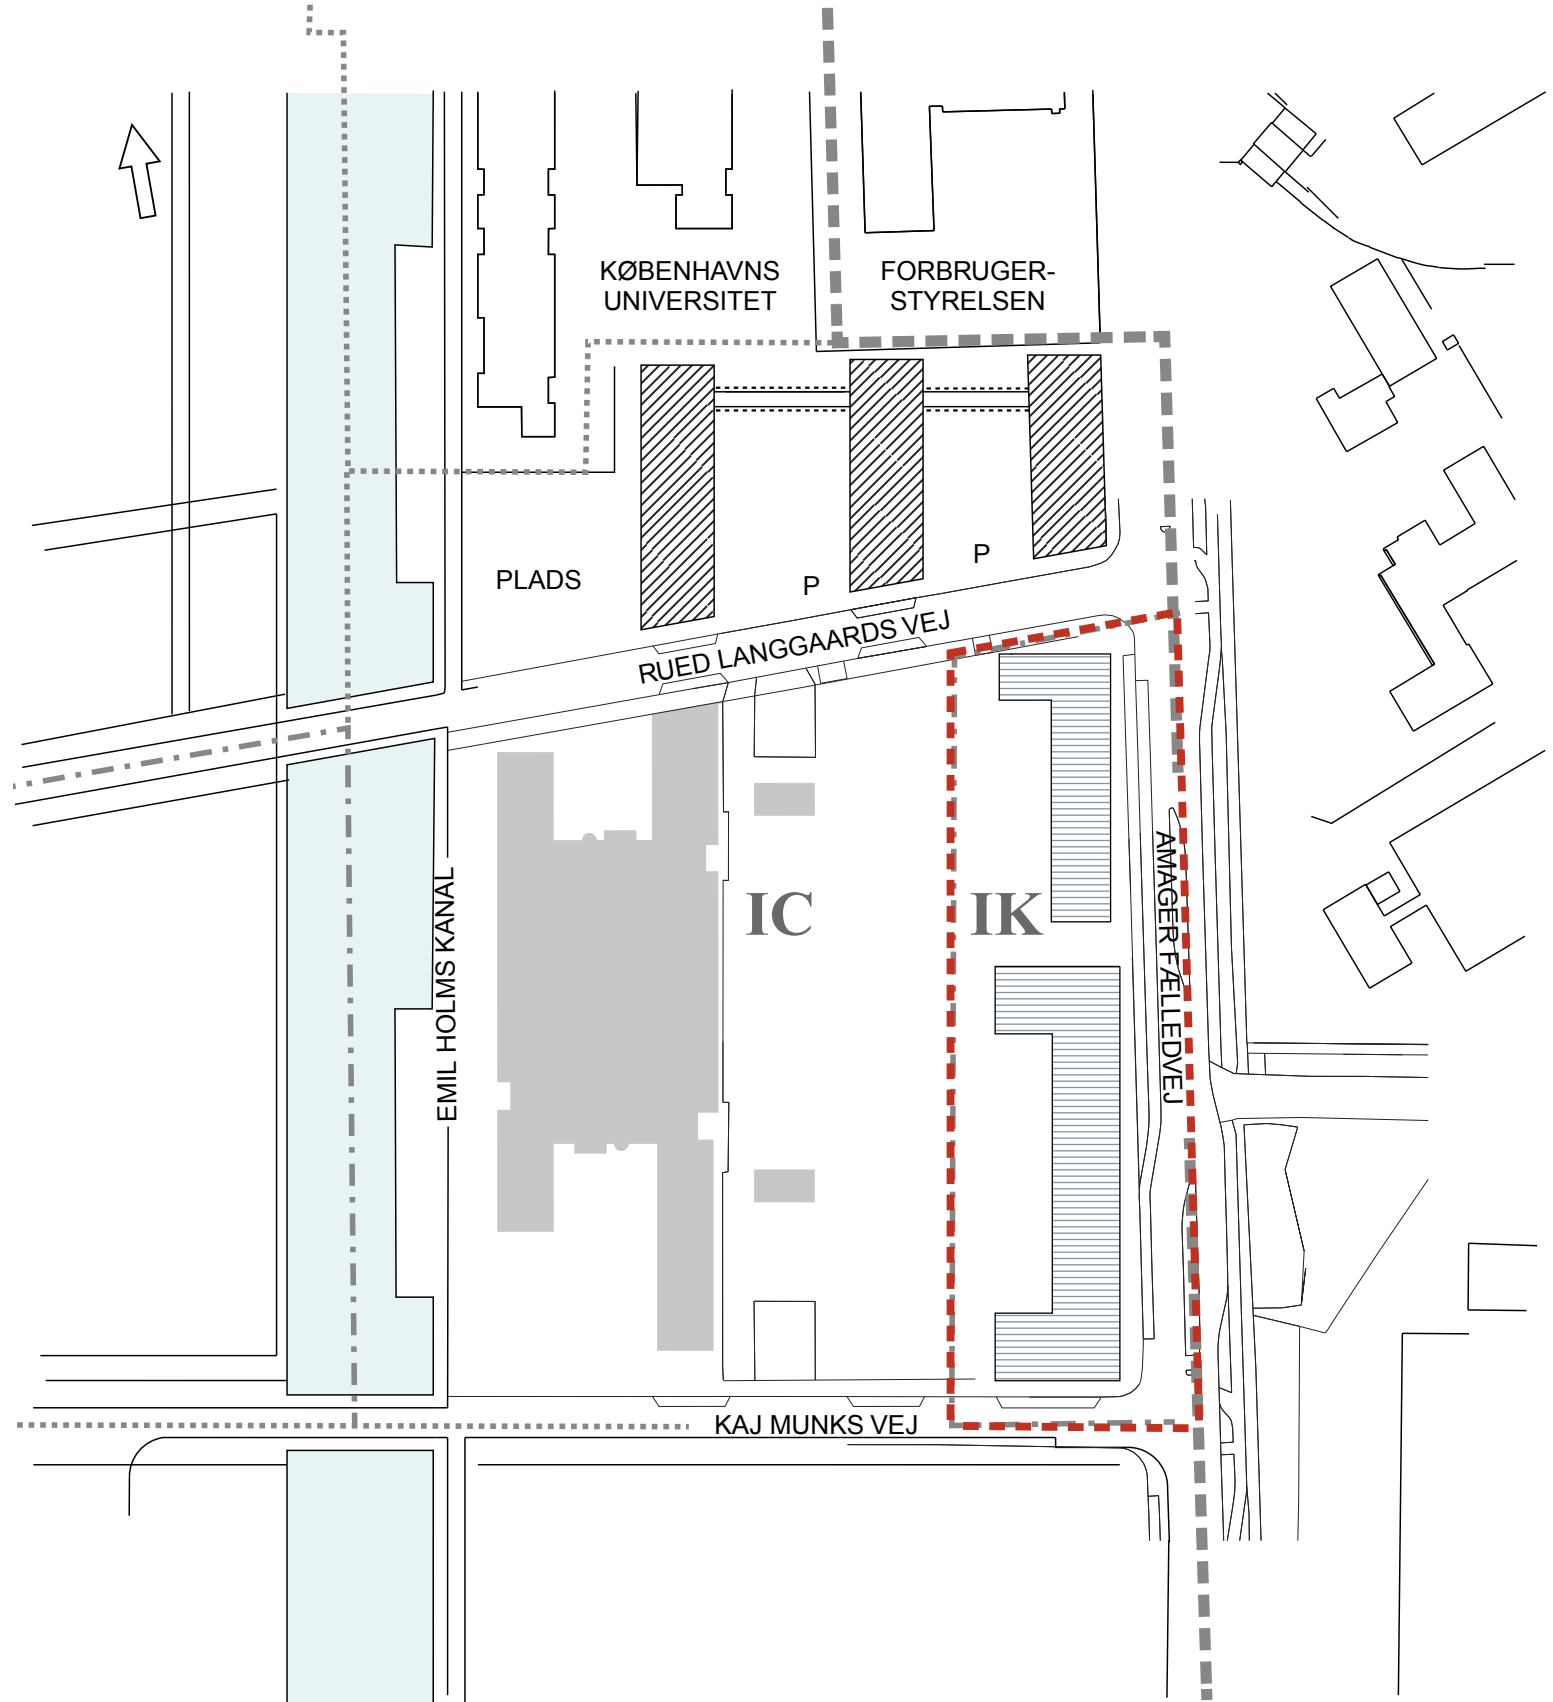 KØBENHAVNS
UNIVERSITET
FORBRUGER-
STYRELSEN
PLADS
P
P
RUED LANGGAARDS VEJ
IC
IK
EMIL HOLMS KANAL
AMAGER FÆLLEDVEJ
KAJ MUNKS VEJ